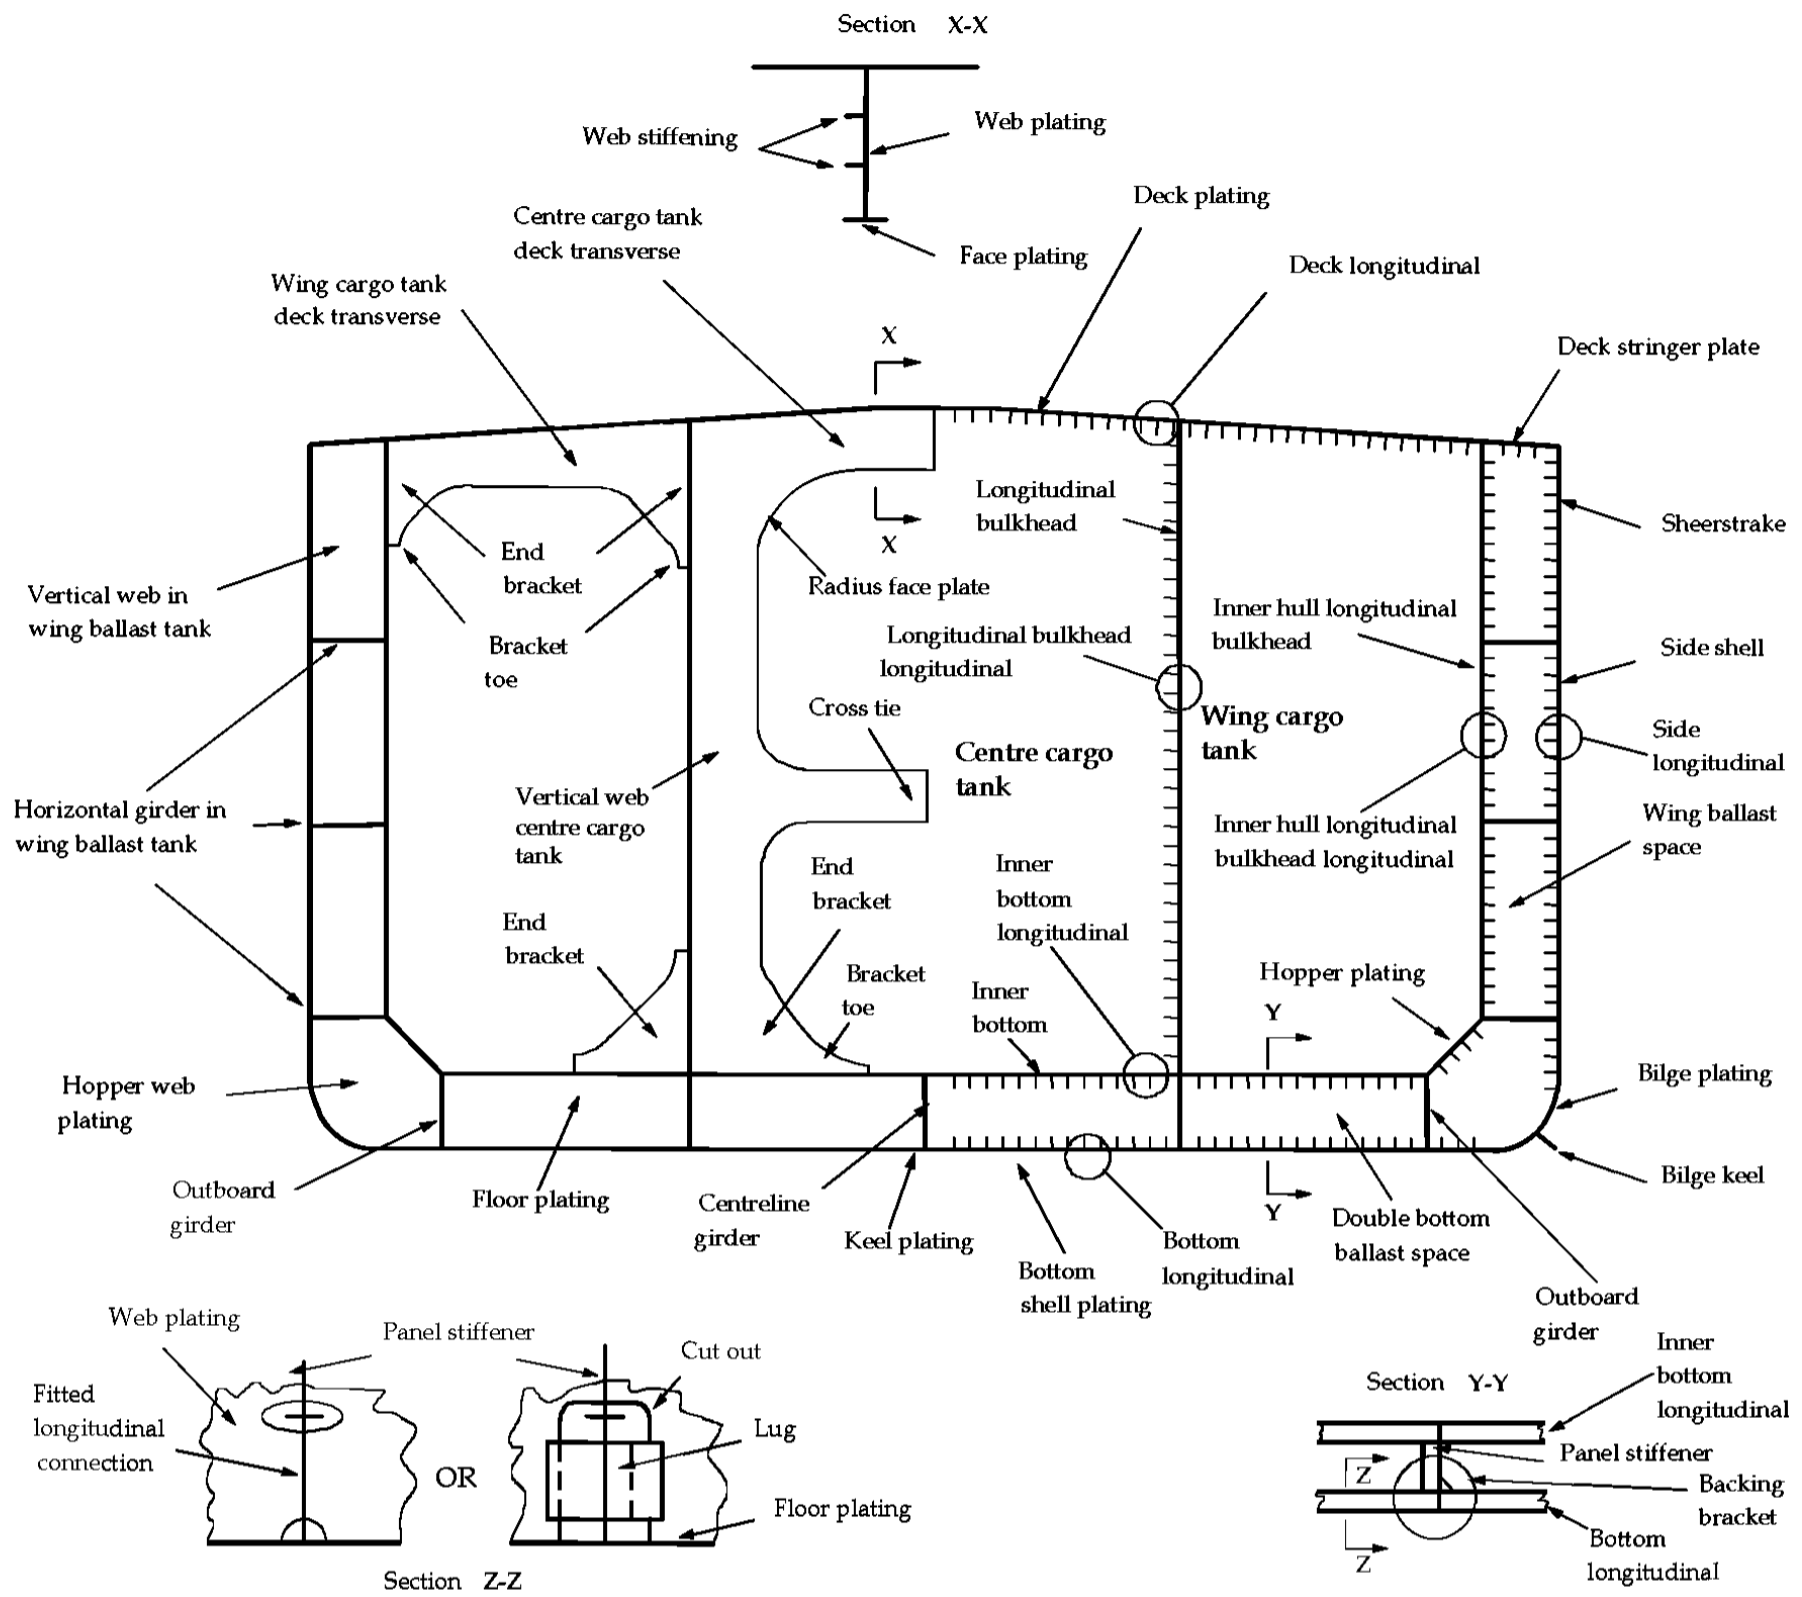 Section X-X
Web stiffening
Web plating
Face plating
Deck plating
Centre cargo tank
deck transverse
Deck longitudinal
Wing cargo tank
deck transverse
X
Deck stringer plate
Longitudinal
bulkhead
Sheerstrake
X
End
bracket
Radius face plate
Vertical web in
wing ballast tank
Inner hull longitudinal
bulkhead
Longitudinal bulkhead
longitudinal
Bracket
toe
Side shell
Cross tie
Wing cargo
tank
Side
longitudinal
Centre cargo
tank
Horizontal girder in
wing ballast tank
Vertical web
centre cargo
tank
Inner hull longitudinal
bulkhead longitudinal
Wing ballast
space
End
bracket
Inner
bottom
longitudinal
End
bracket
Bracket
toe
Inner
bottom
Hopper plating
Y
Hopper web
plating
Bilge plating
Outboard
girder
Floor plating
Centreline
girder
Keel plating
Bottom
shell plating
Bottom
longitudinal
Y
Double bottom
ballast space
Bilge keel
Outboard
girder
Web plating
Panel stiffener
Cut out
Fitted
longitudinal
connection
OR
Lug
Floor plating
Section Z-Z
Section Y-Y
Inner
bottom
longitudinal
Panel stiffener
Z
Backing
bracket
Z
Bottom
longitudinal